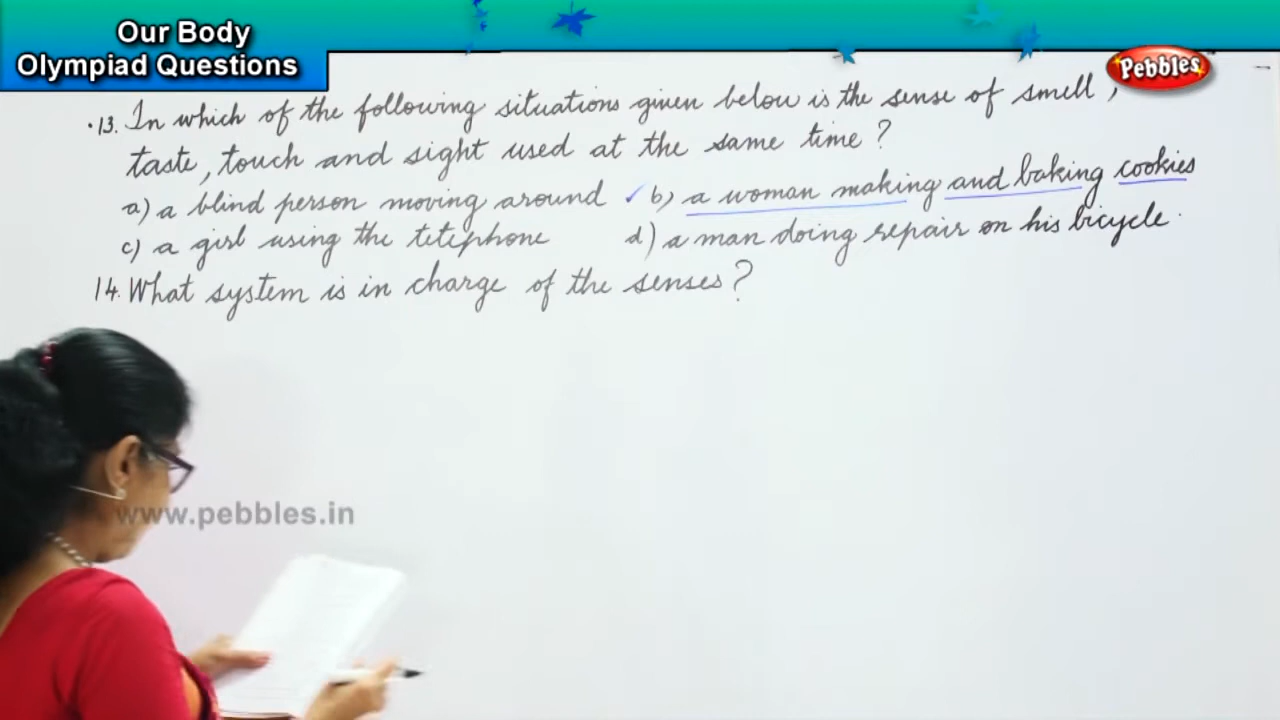 Our Body
Olympiad Questions
Pebbles
13. In which of the following situations given below is the sense of smell,
taste, touch and sight used at the same time?
a) a blind person moving around ✓ b) a woman making and baking cookies
c) a girl using the tetephone d) a man doing repair on his bicycle.
14. What system is in charge of the senses?
www.pebbles.in